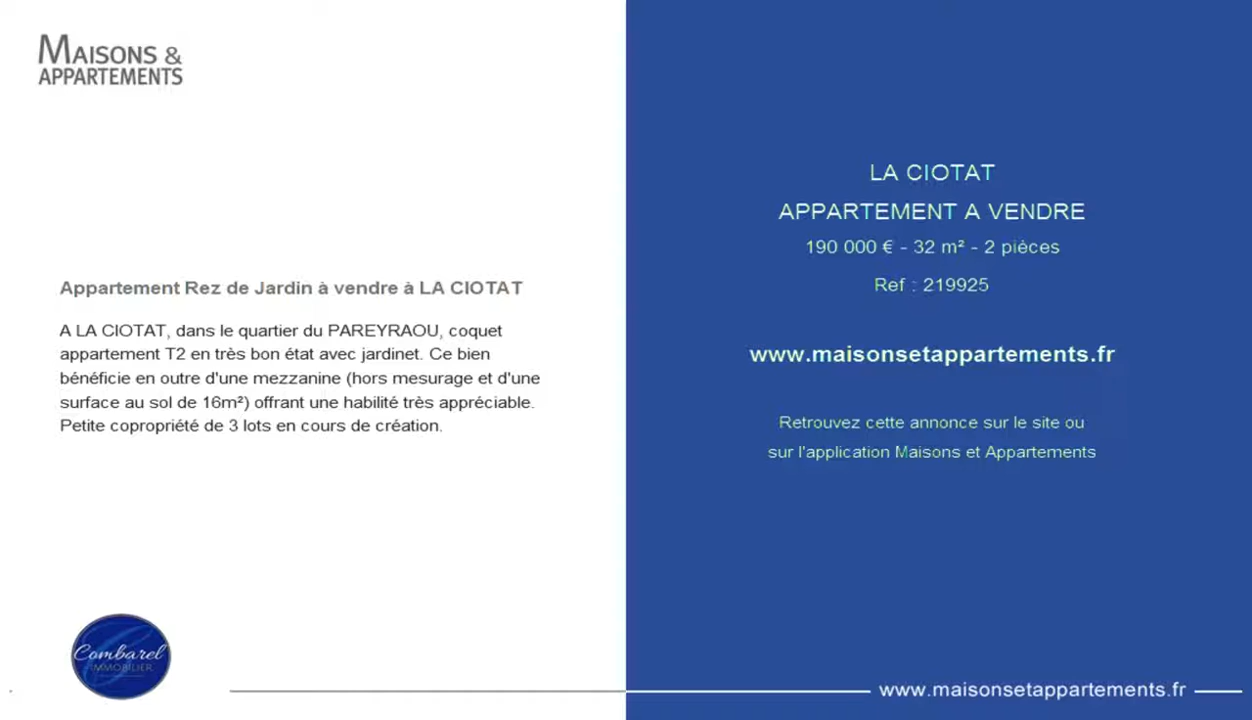 MAISONS &
APPARTEMENTS
Appartement Rez de Jardin à vendre à LA CIOTAT
A LA CIOTAT, dans le quartier du PAREYRAOU, coquet
appartement T2 en très bon état avec jardinet. Ce bien
bénéficie en outre d'une mezzanine (hors mesurage et d'une
surface au sol de 16m²) offrant une habilité très appréciable.
Petite copropriété de 3 lots en cours de création.
Combarel
IMMOBILIER
LA CIOTAT
APPARTEMENT A VENDRE
190 000 € - 32 m² - 2 pièces
Ref : 219925
www.maisonsetappartements.fr
Retrouvez cette annonce sur le site ou
sur l'application Maisons et Appartements
www.maisonsetappartements.fr